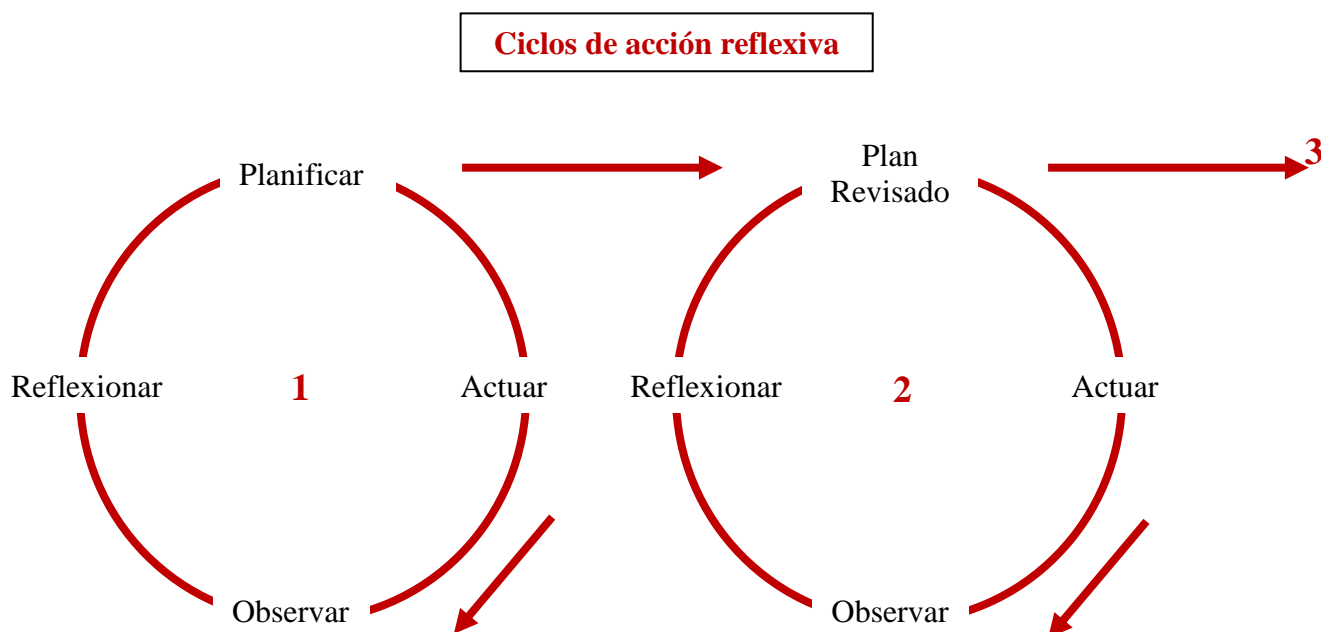 Ciclos de acción reflexiva
Planificar
Plan
Revisado
3
Reflexionar
1
Actuar
Reflexionar
2
Actuar
Observar
Observar